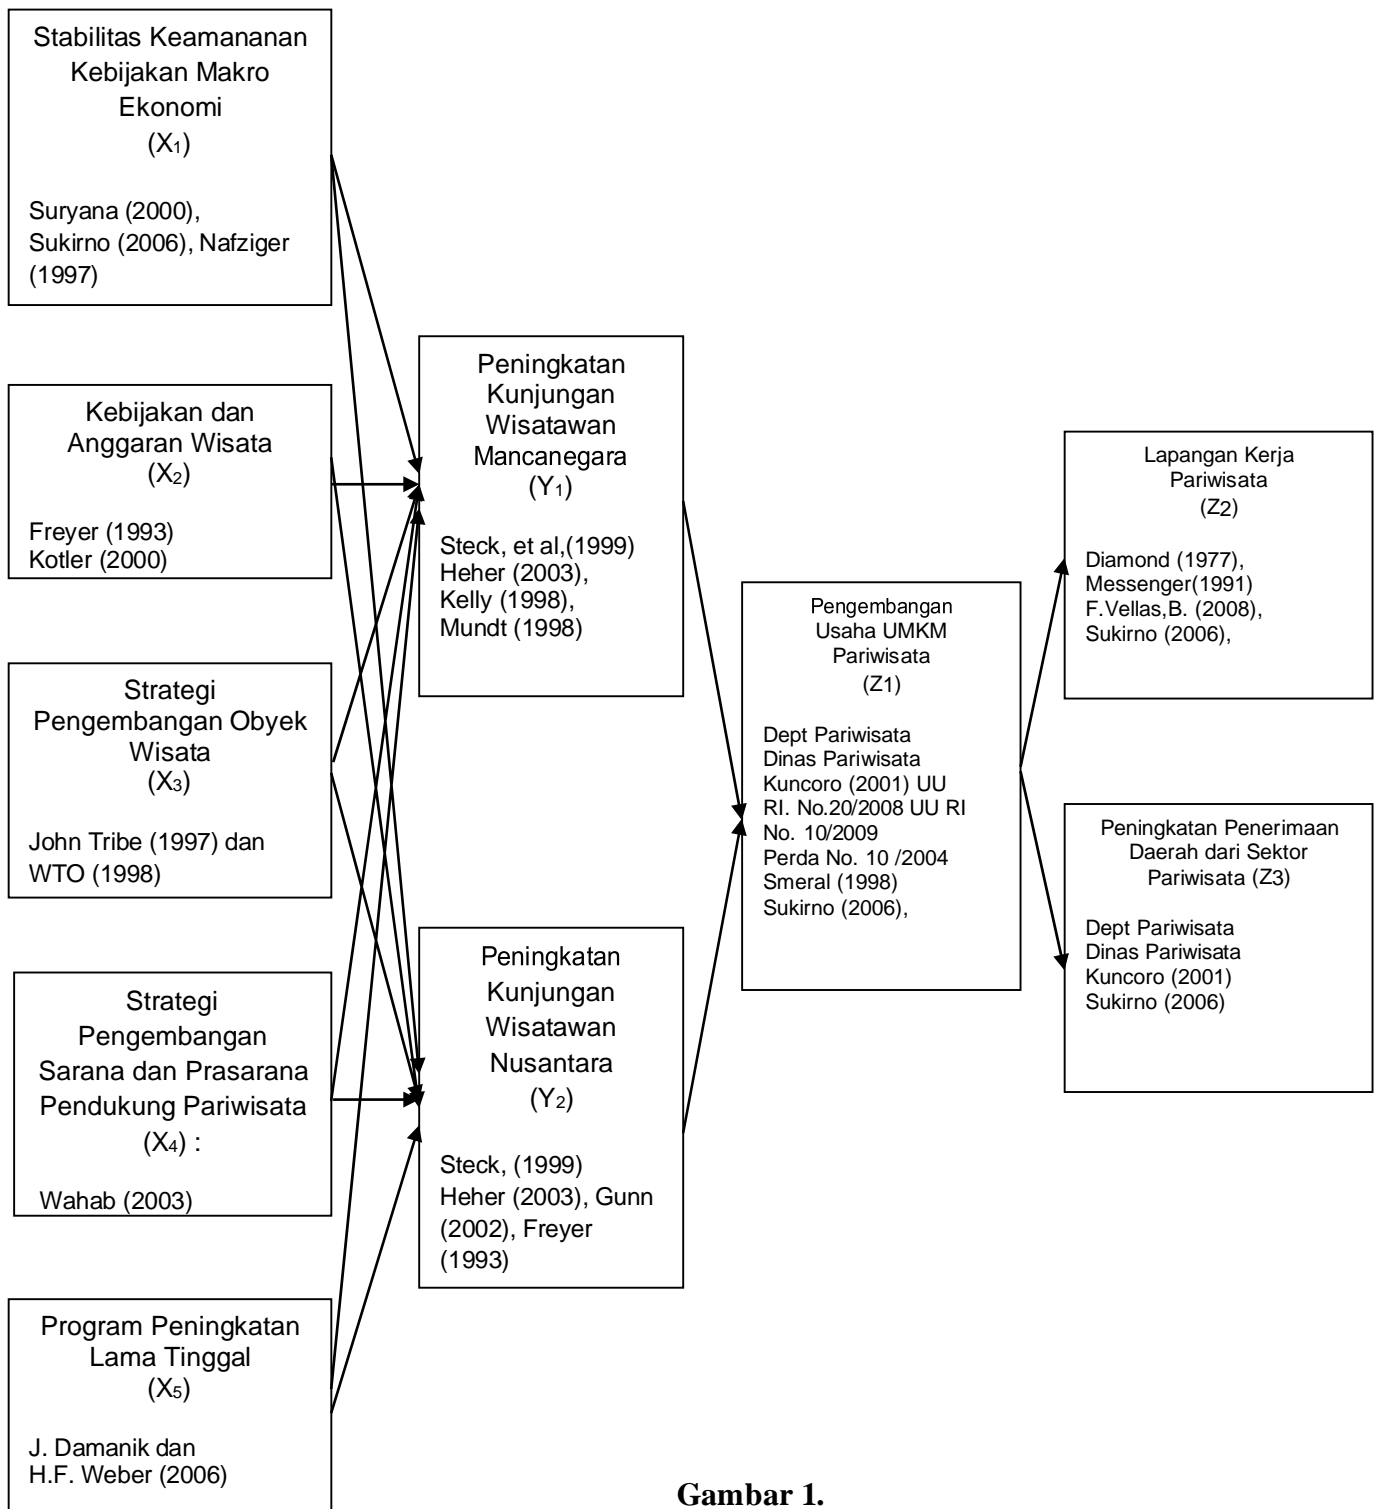 Stabilitas Keamananan
Kebijakan Makro
Ekonomi
(X1)
Suryana (2000),
Sukirno (2006), Nafziger
(1997)
Kebijakan dan
Anggaran Wisata
(X2)
Freyer (1993)
Kotler (2000)
Strategi
Pengembangan Obyek
Wisata
(X3)
John Tribe (1997) dan
WTO (1998)
Strategi
Pengembangan
Sarana dan Prasarana
Pendukung Pariwisata
(X4) :
Wahab (2003)
Program Peningkatan
Lama Tinggal
(X5)
J. Damanik dan
H.F. Weber (2006)
Peningkatan
Kunjungan
Wisatawan
Mancanegara
(Y1)
Steck, et al,(1999)
Heher (2003),
Kelly (1998),
Mundt (1998)
Peningkatan
Kunjungan
Wisatawan
Nusantara
(Y2)
Steck, (1999)
Heher (2003), Gunn
(2002), Freyer
(1993)
Pengembangan
Usaha UMKM
Pariwisata
(Z1)
Dept Pariwisata
Dinas Pariwisata
Kuncoro (2001) UU
RI. No.20/2008 UU RI
No. 10/2009
Perda No. 10 /2004
Smeral (1998)
Sukirno (2006),
Lapangan Kerja
Pariwisata
(Z2)
Diamond (1977),
Messenger(1991)
F.Vellas,B. (2008),
Sukirno (2006),
Peningkatan Penerimaan
Daerah dari Sektor
Pariwisata (Z3)
Dept Pariwisata
Dinas Pariwisata
Kuncoro (2001)
Sukirno (2006)
Gambar 1.